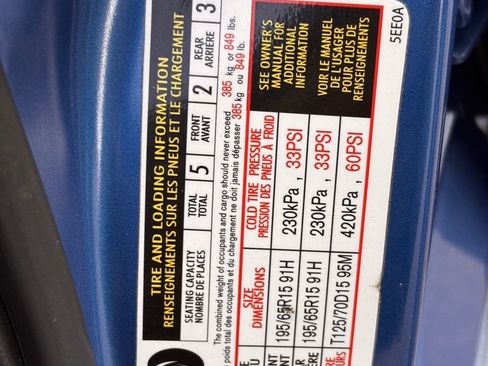 TIRE AND LOADING INFORMATION
RENSEIGNEMENTS SUR LES PNEUS ET LE CHARGEMENT
SEATING CAPACITY TOTAL 5 FRONT 2 REAR 3
NOMBRE DE PLACES TOTAL AVANT ARRIÈRE
The combined weight of occupants and cargo should never exceed 385 kg or 849 lbs.
poids total des occupants et du chargement ne doit jamais dépasser 385 kg ou 849 lb.
SIZE COLD TIRE PRESSURE
DIMENSIONS PRESSION DES PNEUS À FROID
195/65R15 91H 230kPa , 33PSI
195/65R15 91H 230kPa , 33PSI
T125/70D15 95M 420kPa , 60PSI
SEE OWNER'S
MANUAL FOR
ADDITIONAL
INFORMATION
VOIR LE MANUEL
DE L'USAGER
POUR PLUS DE
RENSEIGNEMENTS
5EE0A